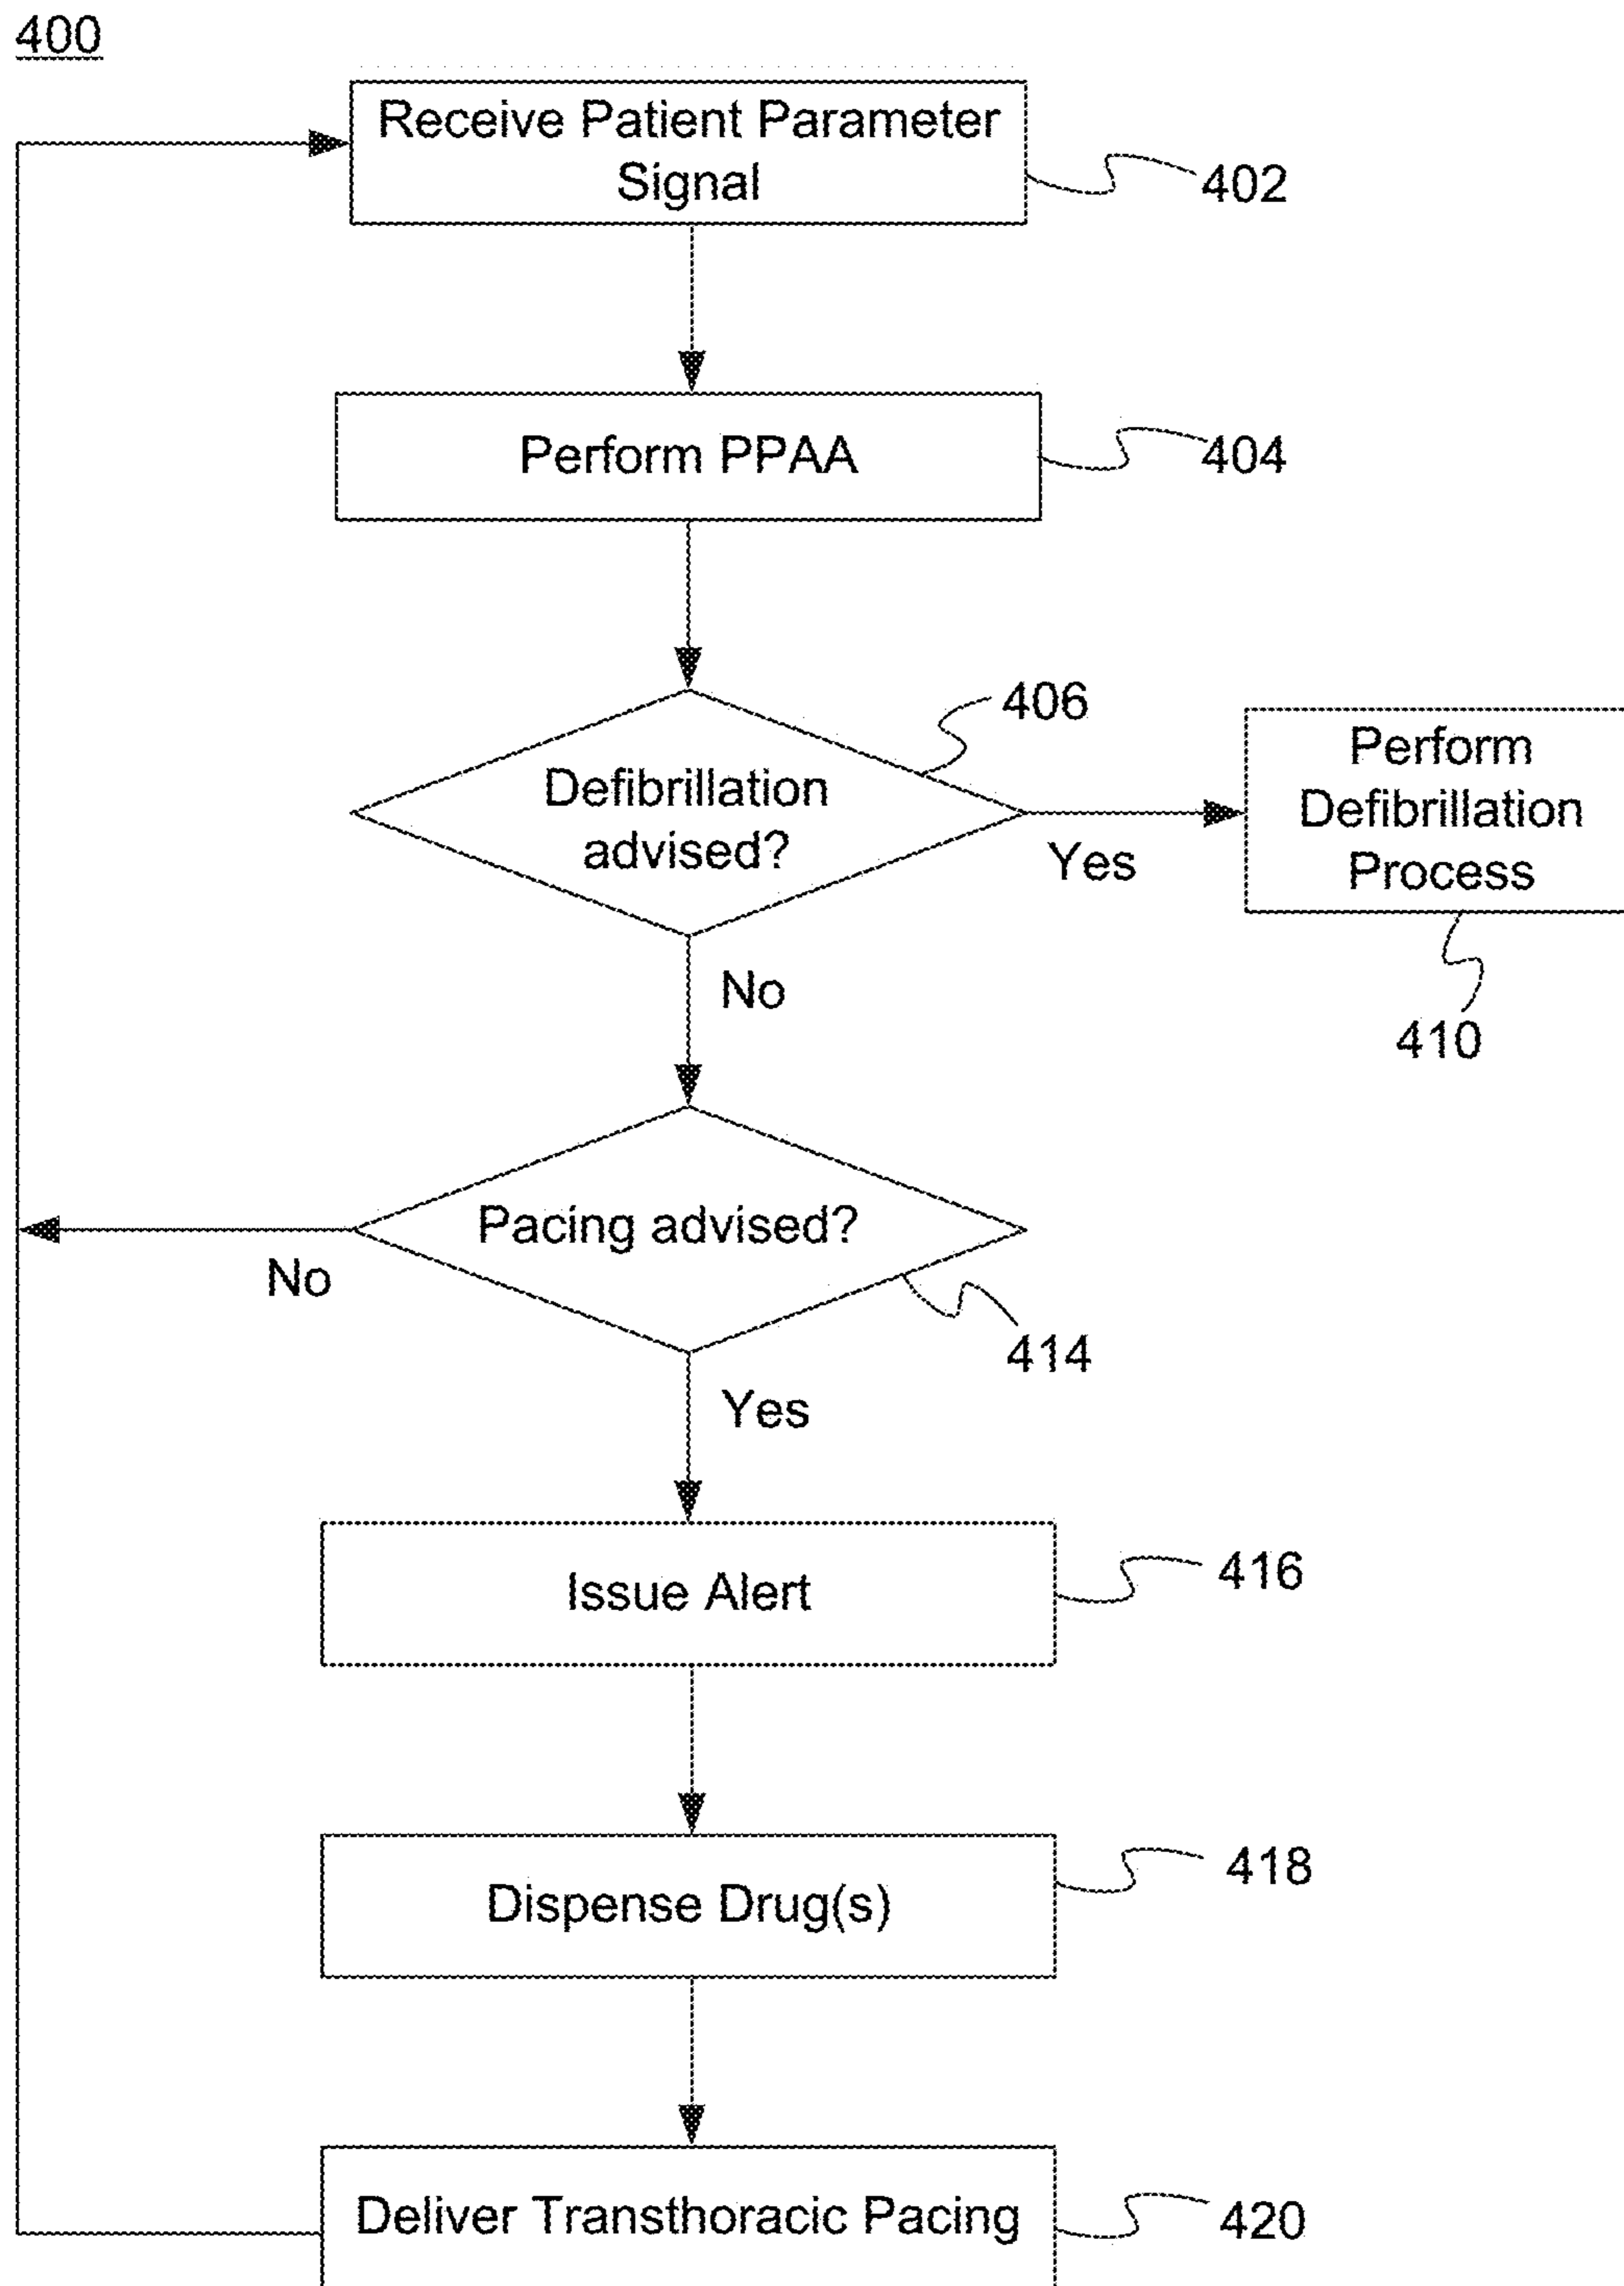 400
Receive Patient Parameter
Signal
402
Perform PPAA
404
406
Defibrillation
advised?
Yes
Perform
Defibrillation
Process
410
No
Pacing advised?
No
414
Yes
Issue Alert
416
Dispense Drug(s)
418
Deliver Transthoracic Pacing
420